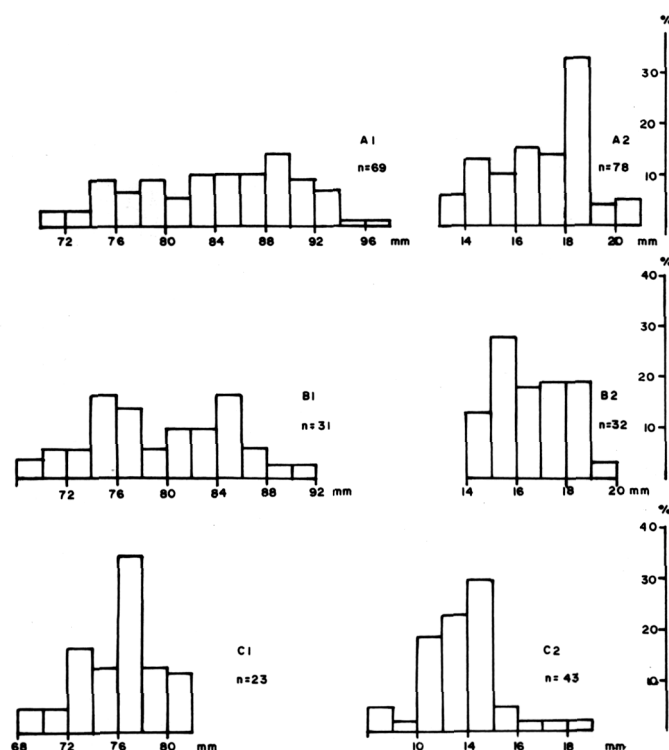 %
30
20
10
A1
n=69
A2
n=78
72 76 80 84 88 92 96 mm
14 16 18 20 mm
%
40
30
20
10
B1
n=31
B2
n=32
72 76 80 84 88 92 mm
14 16 18 20 mm
%
40
30
20
C1
n=23
C2
n=43
68 72 76 80 mm
10 14 16 18 mm